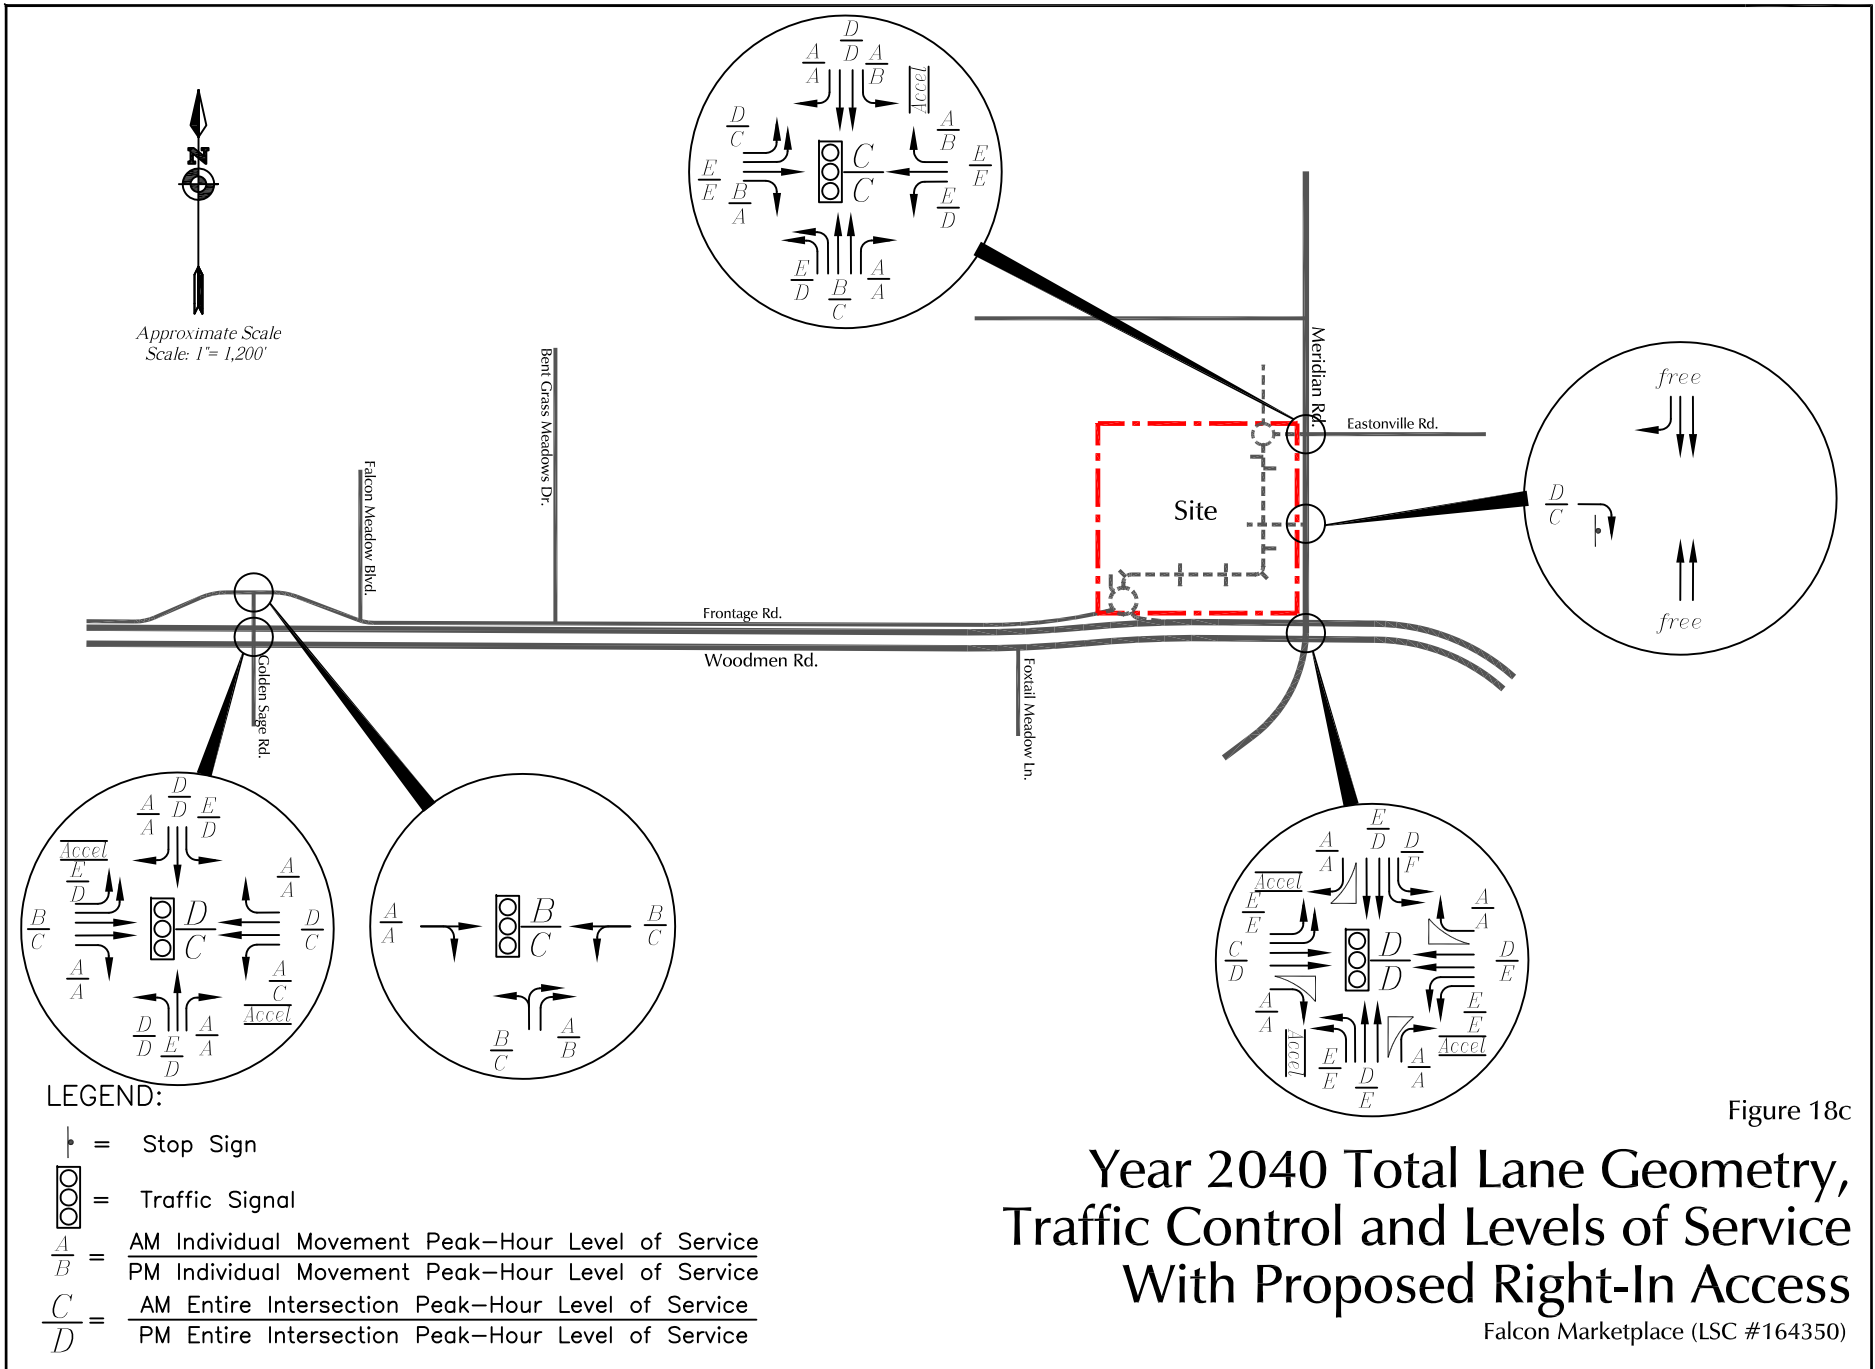 N
Approximate Scale
Scale: 1"= 1,200'
D
D
A
A
A
B
Accel
D
C
E
E
B
A
C
C
A
B
E
E
E
D
E
D
B
C
A
A
Meridian Rd.
Eastonville Rd.
Site
Bent Grass Meadows Dr.
Falcon Meadow Blvd.
Frontage Rd.
Woodmen Rd.
Golden Sage Rd.
Foxtail Meadow Ln.
free
D
C
free
A
A
D
D
E
D
Accel
E
D
B
C
A
A
D
C
A
A
D
C
A
C
Accel
D
D
E
D
A
A
A
A
B
C
B
C
B
C
A
B
E
D
A
A
D
F
Accel
E
E
C
D
A
A
Accel
D
D
A
A
D
E
E
E
Accel
E
E
D
E
A
A
LEGEND:
= Stop Sign
= Traffic Signal
A
B
= AM Individual Movement Peak-Hour Level of Service
PM Individual Movement Peak-Hour Level of Service
C
D
= AM Entire Intersection Peak-Hour Level of Service
PM Entire Intersection Peak-Hour Level of Service
Figure 18c
Year 2040 Total Lane Geometry,
Traffic Control and Levels of Service
With Proposed Right-In Access
Falcon Marketplace (LSC #164350)